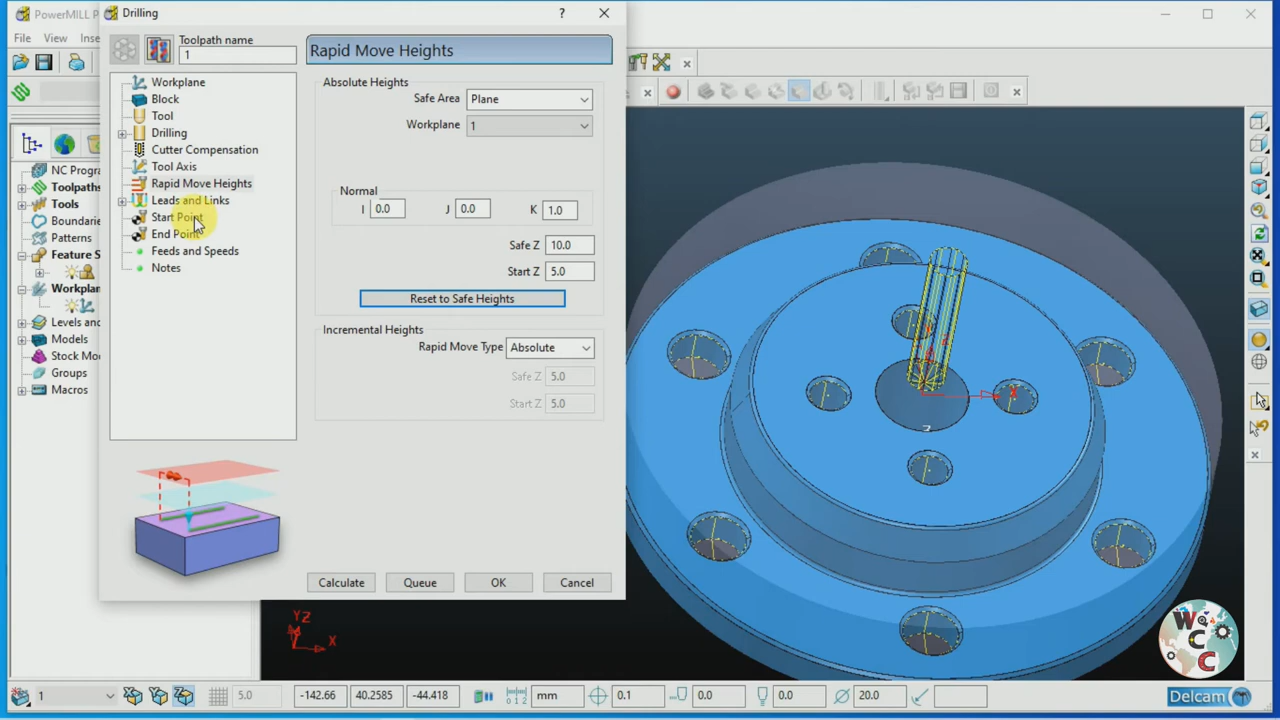 PowerMILL P
File View Inse
Drilling
?
Toolpath name
1
Workplane
Block
Tool
Drilling
Cutter Compensation
Tool Axis
Rapid Move Heights
Leads and Links
Start Point
End Point
Feeds and Speeds
Notes
Rapid Move Heights
Absolute Heights
Safe Area Plane
Workplane 1
Normal
I 0.0 J 0.0 K 1.0
Safe Z 10.0
Start Z 5.0
Reset to Safe Heights
Incremental Heights
Rapid Move Type Absolute
Safe Z 5.0
Start Z 5.0
Calculate Queue OK Cancel
NC Progra
Toolpaths
Tools
Boundaries
Patterns
Feature S
Workplan
Levels and
Models
Stock Mo
Groups
Macros
X
Z
YZ
X
W C C C
1 5.0 -142.66 40.2585 -44.418 mm 0.1 0.0 0.0 20.0
Delcam